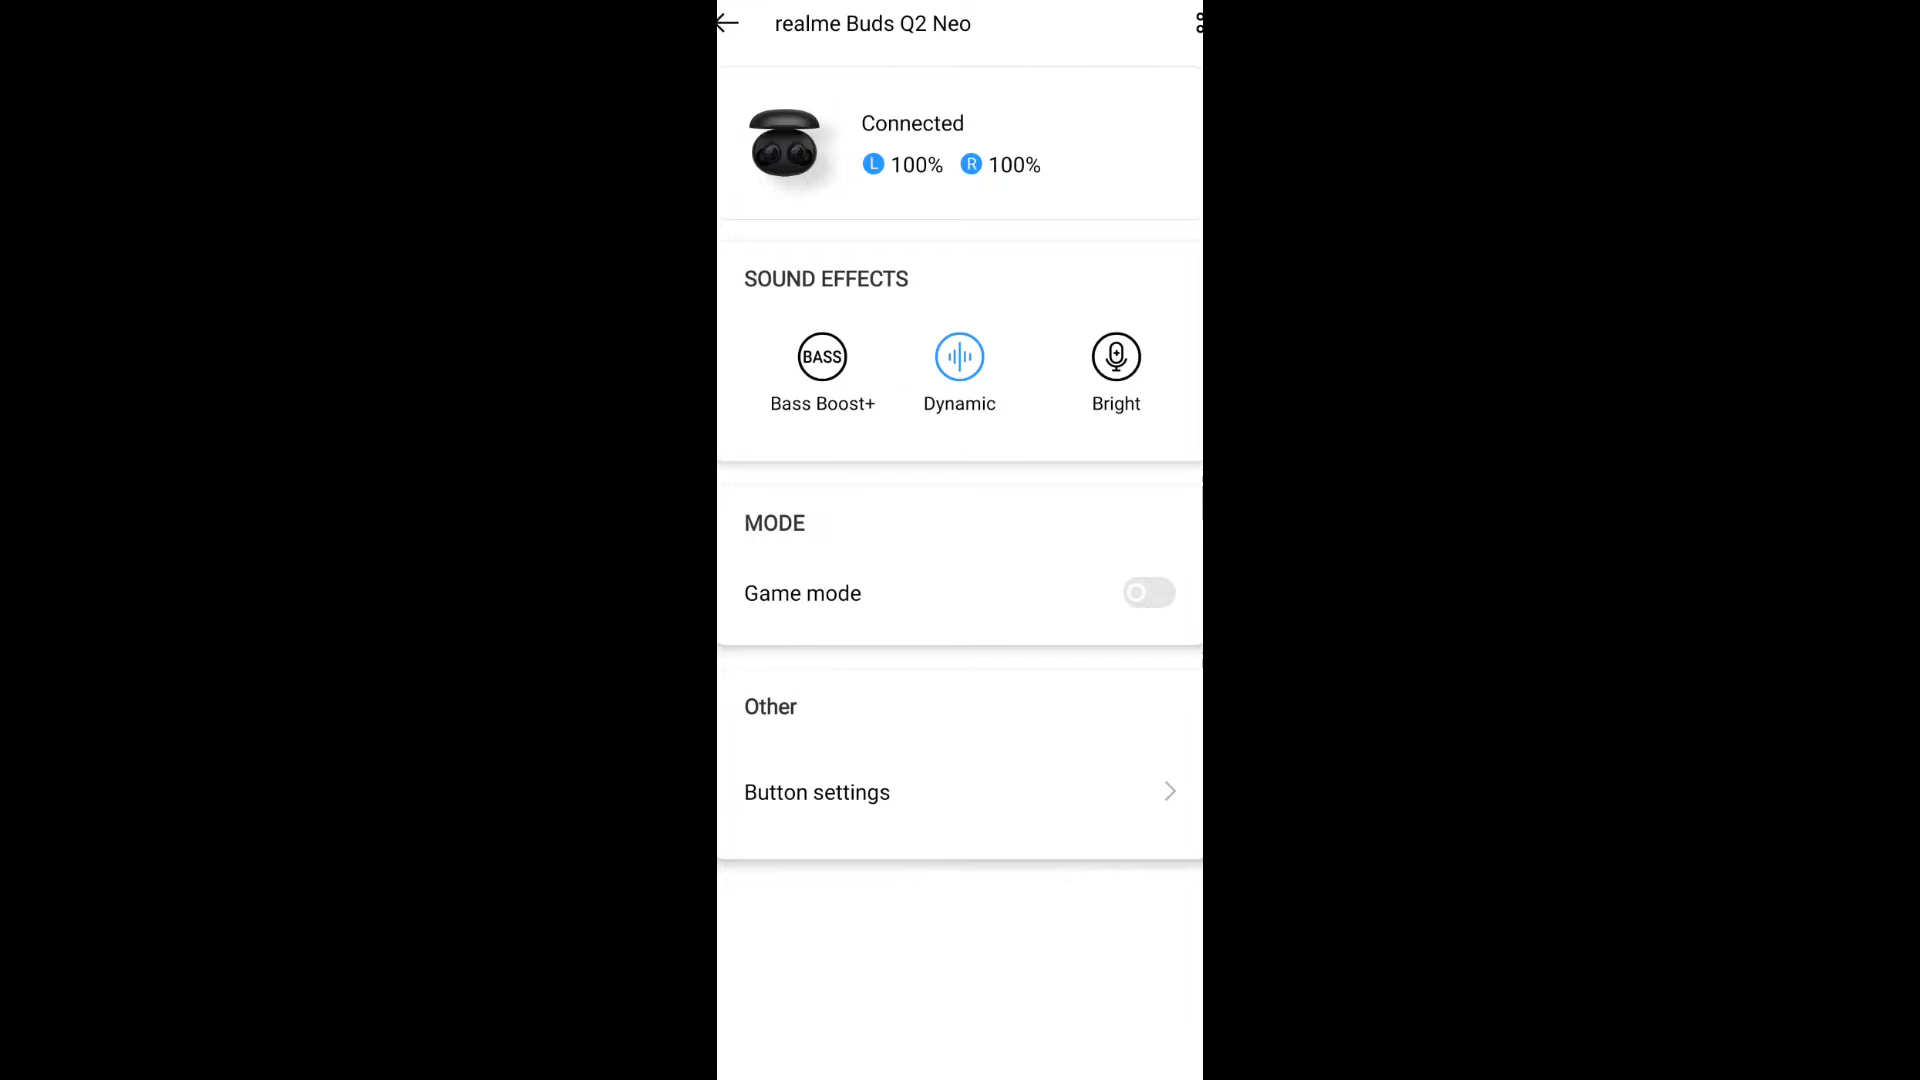 realme Buds Q2 Neo
Connected
L 100% R 100%
SOUND EFFECTS
BASS
Bass Boost+ Dynamic Bright
MODE
Game mode
Other
Button settings